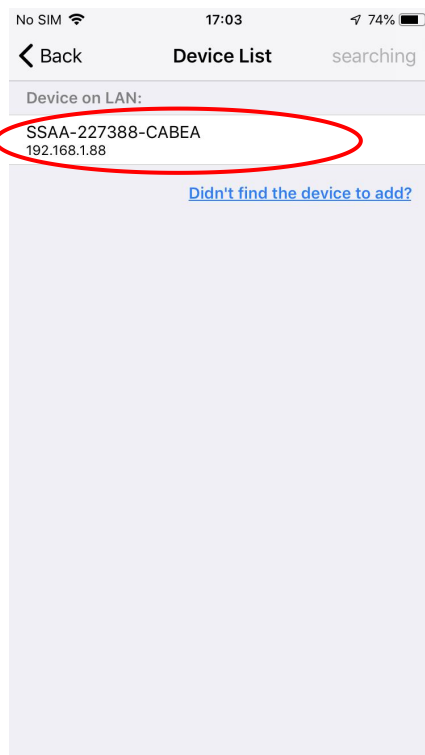 No SIM 17:03 74%
Back Device List searching
Device on LAN:
SSAA-227388-CABEA
192.168.1.88
Didn't find the device to add?